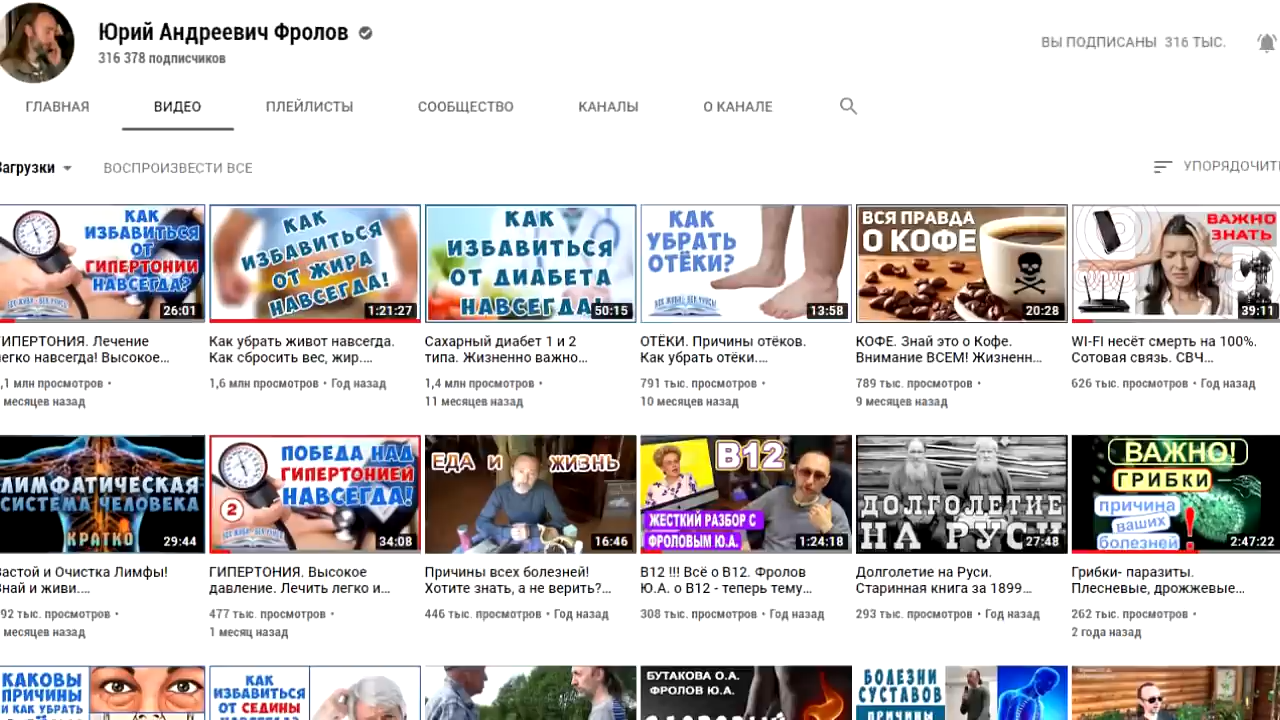 Юрий Андреевич Фролов
316 378 подписчиков
ВЫ ПОДПИСАНЫ 316 ТЫС.
ГЛАВНАЯ ВИДЕО ПЛЕЙЛИСТЫ СООБЩЕСТВО КАНАЛЫ О КАНАЛЕ
Загрузки ВОСПРОИЗВЕСТИ ВСЕ
УПОРЯДОЧИТЬ
КАК
ИЗБАВИТЬСЯ
ОТ
ГИПЕРТОНИИ
НАВСЕГДА?
26:01
КАК
ИЗБАВИТЬСЯ
ОТ ЖИРА
НАВСЕГДА!
1:21:27
КАК
ИЗБАВИТЬСЯ
ОТ ДИАБЕТА
НАВСЕГДА!
50:15
КАК
УБРАТЬ
ОТЁКИ?
13:58
ВСЯ ПРАВДА
О КОФЕ
20:28
ВАЖНО
ЗНАТЬ
39:11
ГИПЕРТОНИЯ. Лечение
легко навсегда! Высокое...
,1 млн просмотров •
месяцев назад
Как убрать живот навсегда.
Как сбросить вес, жир....
1,6 млн просмотров • Год назад
Сахарный диабет 1 и 2
типа. Жизненно важно...
1,4 млн просмотров •
11 месяцев назад
ОТЁКИ. Причины отёков.
Как убрать отёки....
791 тыс. просмотров •
10 месяцев назад
КОФЕ. Знай это о Кофе.
Внимание ВСЕМ! Жизненн...
789 тыс. просмотров •
9 месяцев назад
WI-FI несёт смерть на 100%.
Сотовая связь. СВЧ...
626 тыс. просмотров • Год назад
ЛИМФАТИЧЕСКАЯ
СИСТЕМА ЧЕЛОВЕКА
КРАТКО
29:44
ПОБЕДА НАД
ГИПЕРТОНИЕЙ
НАВСЕГДА!
2
34:08
ЕДА И ЖИЗНЬ
16:46
В12
ЖЕСТКИЙ РАЗБОР С
ФРОЛОВЫМ Ю.А.
1:24:18
ДОЛГОЛЕТИЕ
НА РУСИ
27:48
ВАЖНО!
ГРИБКИ-
причина
ваших
болезней!
2:47:22
Застой и Очистка Лимфы!
Знай и живи....
92 тыс. просмотров •
месяцев назад
ГИПЕРТОНИЯ. Высокое
давление. Лечить легко и...
477 тыс. просмотров •
1 месяц назад
Причины всех болезней!
Хотите знать, а не верить?...
446 тыс. просмотров • Год назад
В12 !!! Всё о В12. Фролов
Ю.А. о В12 - теперь тему...
308 тыс. просмотров • Год назад
Долголетие на Руси.
Старинная книга за 1899...
293 тыс. просмотров • Год назад
Грибки- паразиты.
Плесневые, дрожжевые...
262 тыс. просмотров •
2 года назад
КАКОВЫ
ПРИЧИНЫ
И КАК УБРАТЬ
КАК
ИЗБАВИТЬСЯ
ОТ СЕДИНЫ
БУТАКОВА О.А.
ФРОЛОВ Ю.А.
БОЛЕЗНИ
СУСТАВОВ
ПРИЧИНЫ